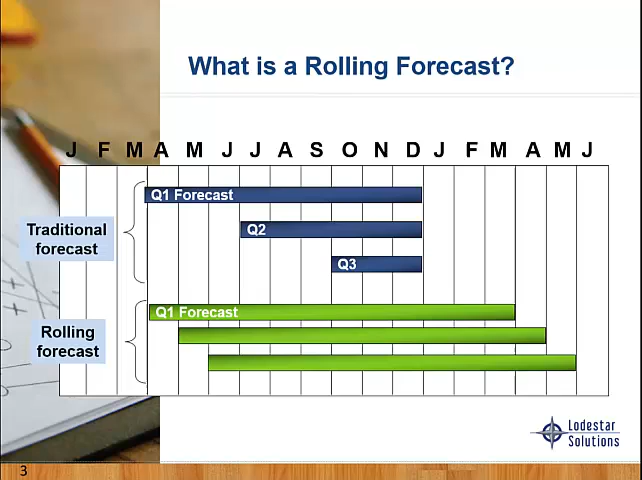 What is a Rolling Forecast?
J F M A M J J A S O N D J F M A M J
Q1 Forecast
Traditional
forecast
Q2
Q3
Q1 Forecast
Rolling
forecast
Lodestar
Solutions
3